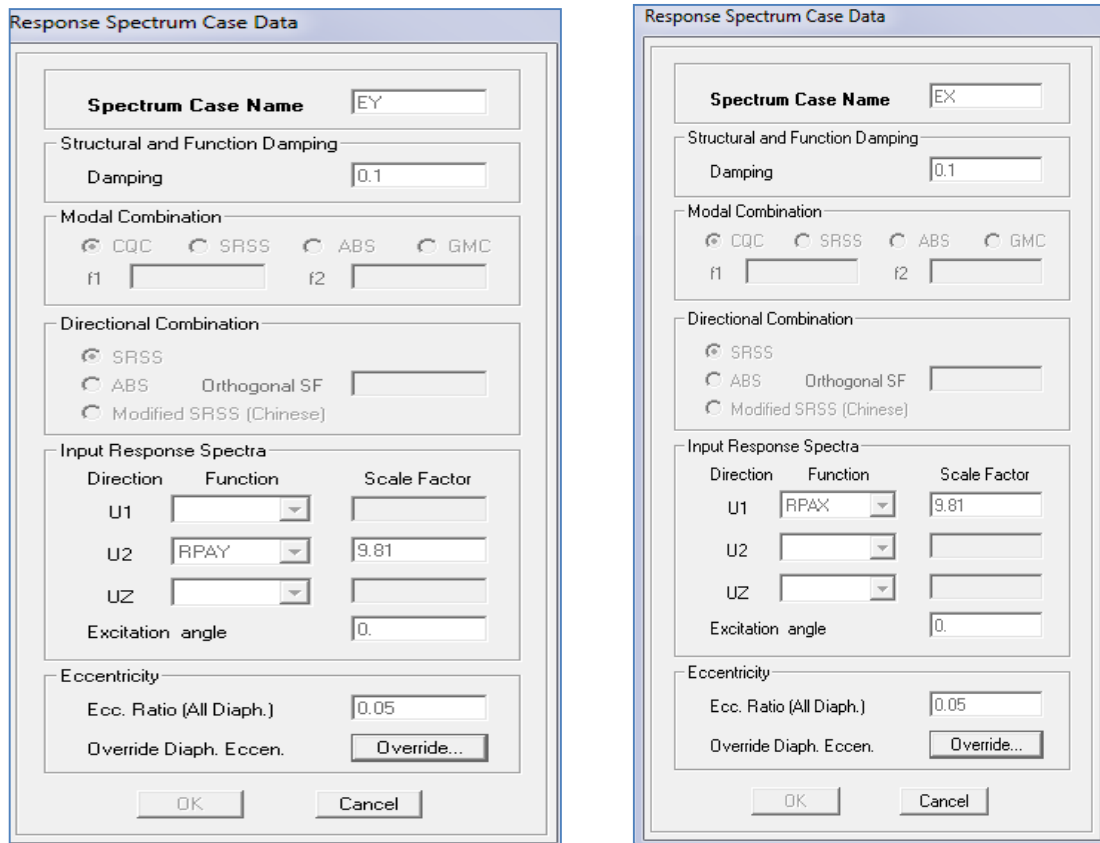 Response Spectrum Case Data
Spectrum Case Name EY
Structural and Function Damping
Damping 0.1
Modal Combination
CQC SRSS ABS GMC
f1 f2
Directional Combination
SRSS
ABS Orthogonal SF
Modified SRSS (Chinese)
Input Response Spectra
Direction Function Scale Factor
U1
U2 RPAY 9.81
UZ
Excitation angle 0.
Eccentricity
Ecc. Ratio (All Diaph.) 0.05
Override Diaph. Eccen. Override...
OK Cancel
Response Spectrum Case Data
Spectrum Case Name EX
Structural and Function Damping
Damping 0.1
Modal Combination
CQC SRSS ABS GMC
f1 f2
Directional Combination
SRSS
ABS Orthogonal SF
Modified SRSS (Chinese)
Input Response Spectra
Direction Function Scale Factor
U1 RPAX 9.81
U2
UZ
Excitation angle 0.
Eccentricity
Ecc. Ratio (All Diaph.) 0.05
Override Diaph. Eccen. Override...
OK Cancel